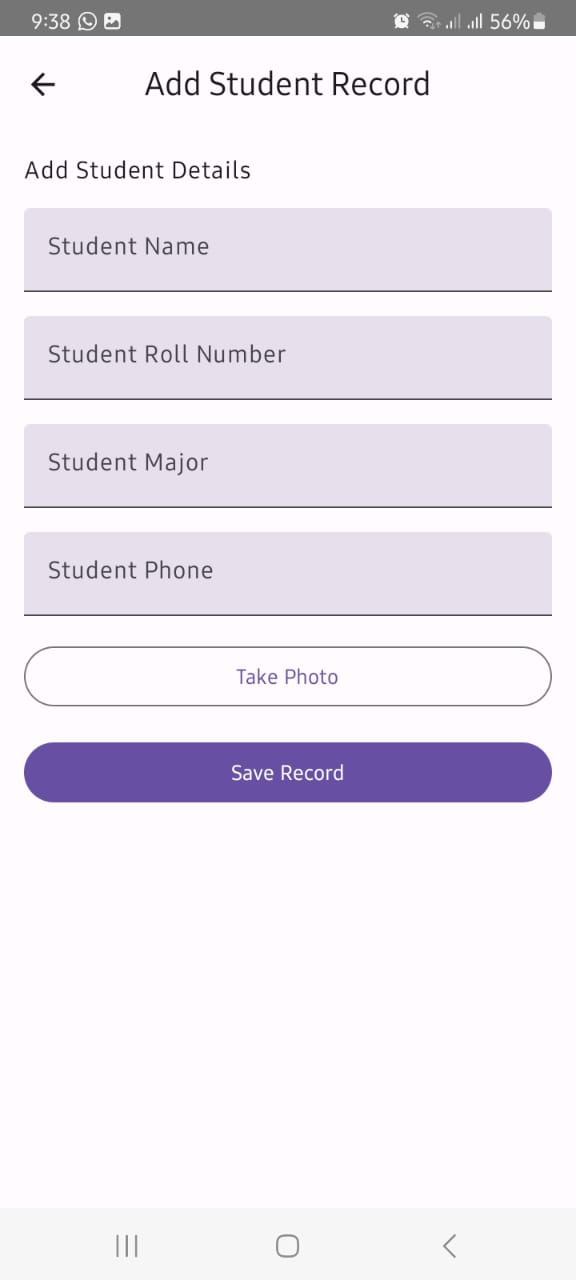 9:38 56%
Add Student Record
Add Student Details
Student Name
Student Roll Number
Student Major
Student Phone
Take Photo
Save Record